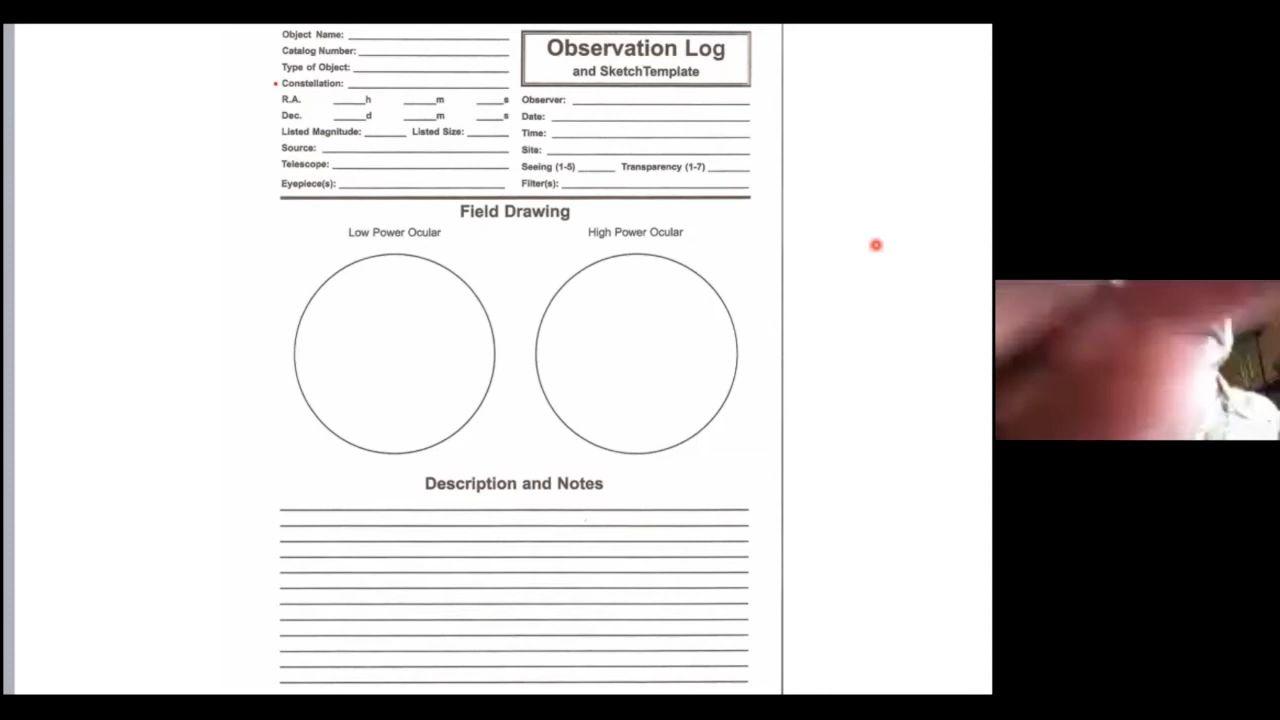 Object Name:
Catalog Number:
Type of Object:
Constellation:
R.A. h m s
Dec. d m s
Listed Magnitude: Listed Size:
Source:
Telescope:
Eyepiece(s):
Observation Log
and SketchTemplate
Observer:
Date:
Time:
Site:
Seeing (1-5) Transparency (1-7)
Filter(s):
Field Drawing
Low Power Ocular High Power Ocular
Description and Notes